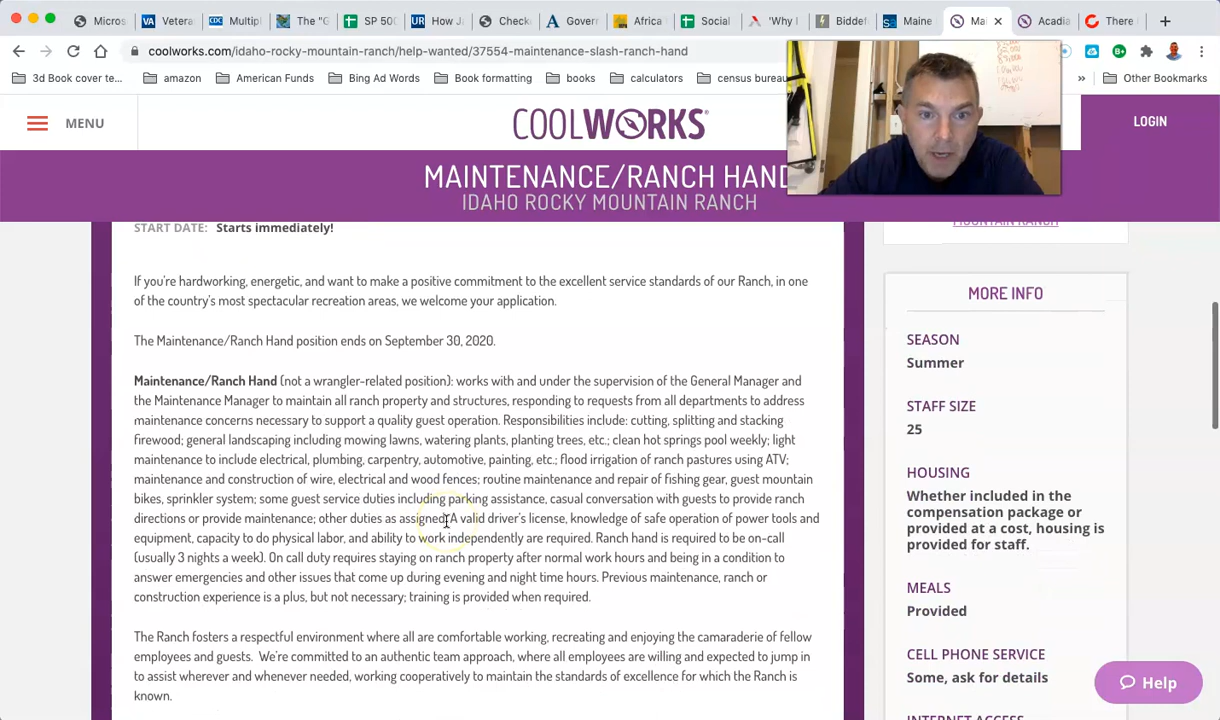 Micros
Vetera
Multipl
The "G
SP 500
How J
Check
Govern
Africa
Social
'Why I
Biddef
Maine
Mai
Acadia
There
coolworks.com/idaho-rocky-mountain-ranch/help-wanted/37554-maintenance-slash-ranch-hand
3d Book cover te...
amazon
American Funds
Bing Ad Words
Book formatting
books
calculators
census bureau
Other Bookmarks
MENU
COOLWORKS®
LOGIN
MAINTENANCE/RANCH HAND
IDAHO ROCKY MOUNTAIN RANCH
START DATE: Starts immediately!
MOUNTAIN RANCH
If you're hardworking, energetic, and want to make a positive commitment to the excellent service standards of our Ranch, in one
of the country's most spectacular recreation areas, we welcome your application.
The Maintenance/Ranch Hand position ends on September 30, 2020.
Maintenance/Ranch Hand (not a wrangler-related position): works with and under the supervision of the General Manager and
the Maintenance Manager to maintain all ranch property and structures, responding to requests from all departments to address
maintenance concerns necessary to support a quality guest operation. Responsibilities include: cutting, splitting and stacking
firewood; general landscaping including mowing lawns, watering plants, planting trees, etc.; clean hot springs pool weekly; light
maintenance to include electrical, plumbing, carpentry, automotive, painting, etc.; flood irrigation of ranch pastures using ATV;
maintenance and construction of wire, electrical and wood fences; routine maintenance and repair of fishing gear, guest mountain
bikes, sprinkler system; some guest service duties including parking assistance, casual conversation with guests to provide ranch
directions or provide maintenance; other duties as assigned. A valid driver's license, knowledge of safe operation of power tools and
equipment, capacity to do physical labor, and ability to work independently are required. Ranch hand is required to be on-call
(usually 3 nights a week). On call duty requires staying on ranch property after normal work hours and being in a condition to
answer emergencies and other issues that come up during evening and night time hours. Previous maintenance, ranch or
construction experience is a plus, but not necessary; training is provided when required.
The Ranch fosters a respectful environment where all are comfortable working, recreating and enjoying the camaraderie of fellow
employees and guests. We're committed to an authentic team approach, where all employees are willing and expected to jump in
to assist wherever and whenever needed, working cooperatively to maintain the standards of excellence for which the Ranch is
known.
MORE INFO
SEASON
Summer
STAFF SIZE
25
HOUSING
Whether included in the
compensation package or
provided at a cost, housing is
provided for staff.
MEALS
Provided
CELL PHONE SERVICE
Some, ask for details
INTERNET ACCESS
Help